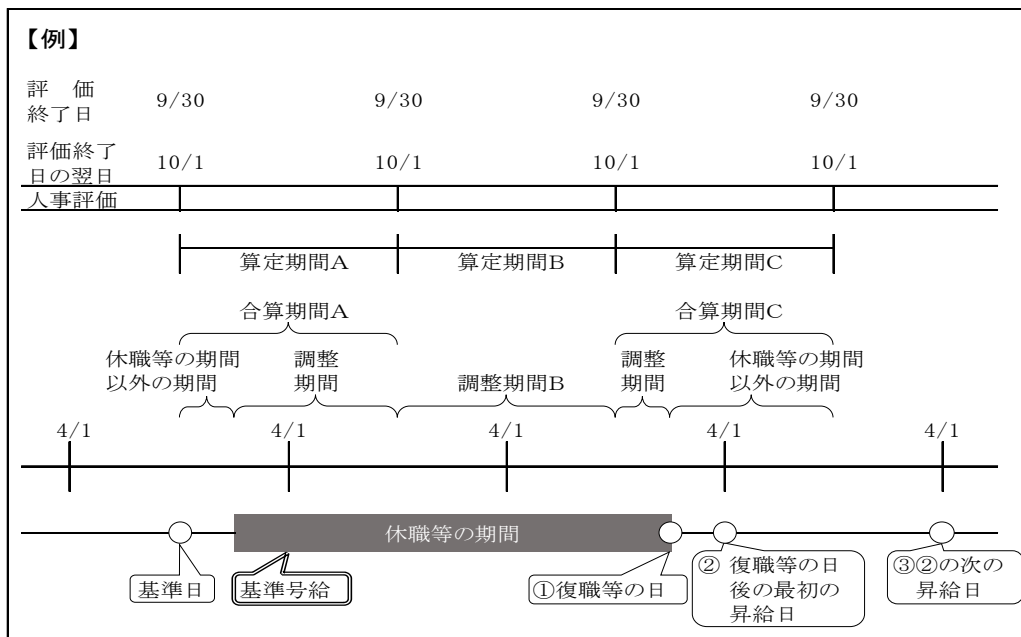 【例】
評　価
終了日
9/30 9/30 9/30 9/30
評価終了
日の翌日
10/1 10/1 10/1 10/1
人事評価
算定期間A 算定期間B 算定期間C
合算期間A 合算期間C
休職等の期間
以外の期間
調整
期間
調整期間B
調整
期間
休職等の期間
以外の期間
4/1 4/1 4/1 4/1 4/1
休職等の期間
基準日
基準号給
①復職等の日
② 復職等の日
後の最初の
昇給日
③②の次の
昇給日